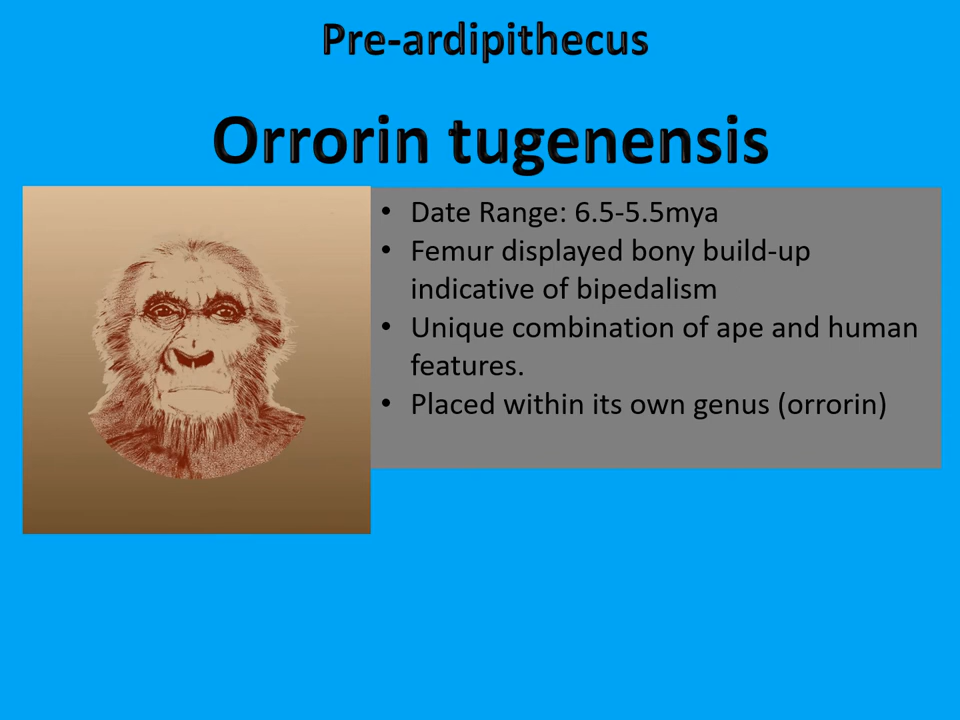 Pre-ardipithecus
Orrorin tugenensis
• Date Range: 6.5-5.5mya
• Femur displayed bony build-up
indicative of bipedalism
• Unique combination of ape and human
features.
• Placed within its own genus (orrorin)